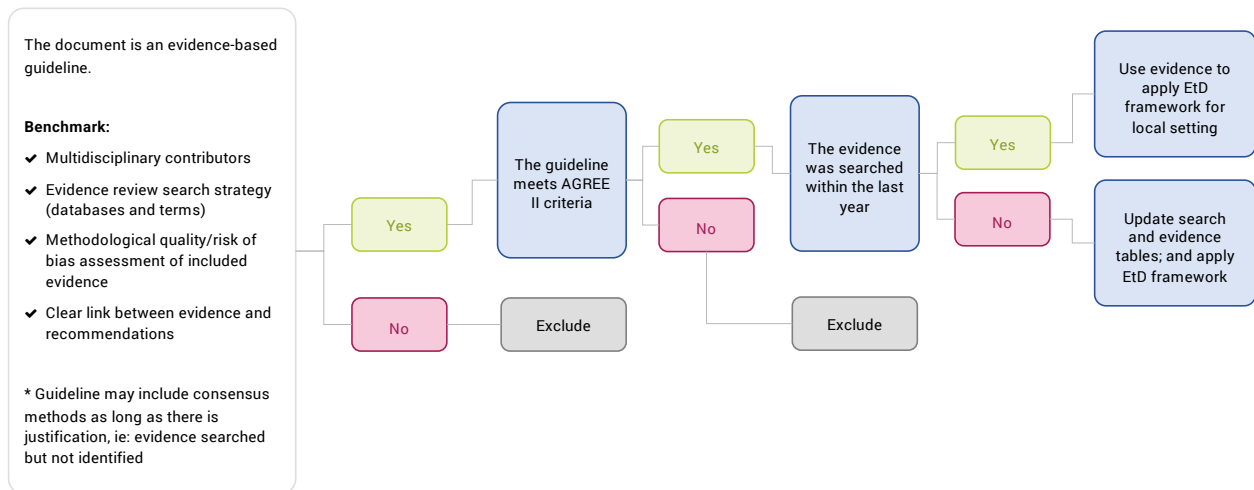 The document is an evidence-based
guideline.
Benchmark:
✔ Multidisciplinary contributors
✔ Evidence review search strategy
(databases and terms)
✔ Methodological quality/risk of
bias assessment of included
evidence
✔ Clear link between evidence and
recommendations
* Guideline may include consensus
methods as long as there is
justification, ie: evidence searched
but not identified
Yes
No
Exclude
The guideline
meets AGREE
II criteria
Yes
No
Exclude
The evidence
was searched
within the last
year
Yes
No
Use evidence to
apply EtD
framework for
local setting
Update search
and evidence
tables; and apply
EtD framework